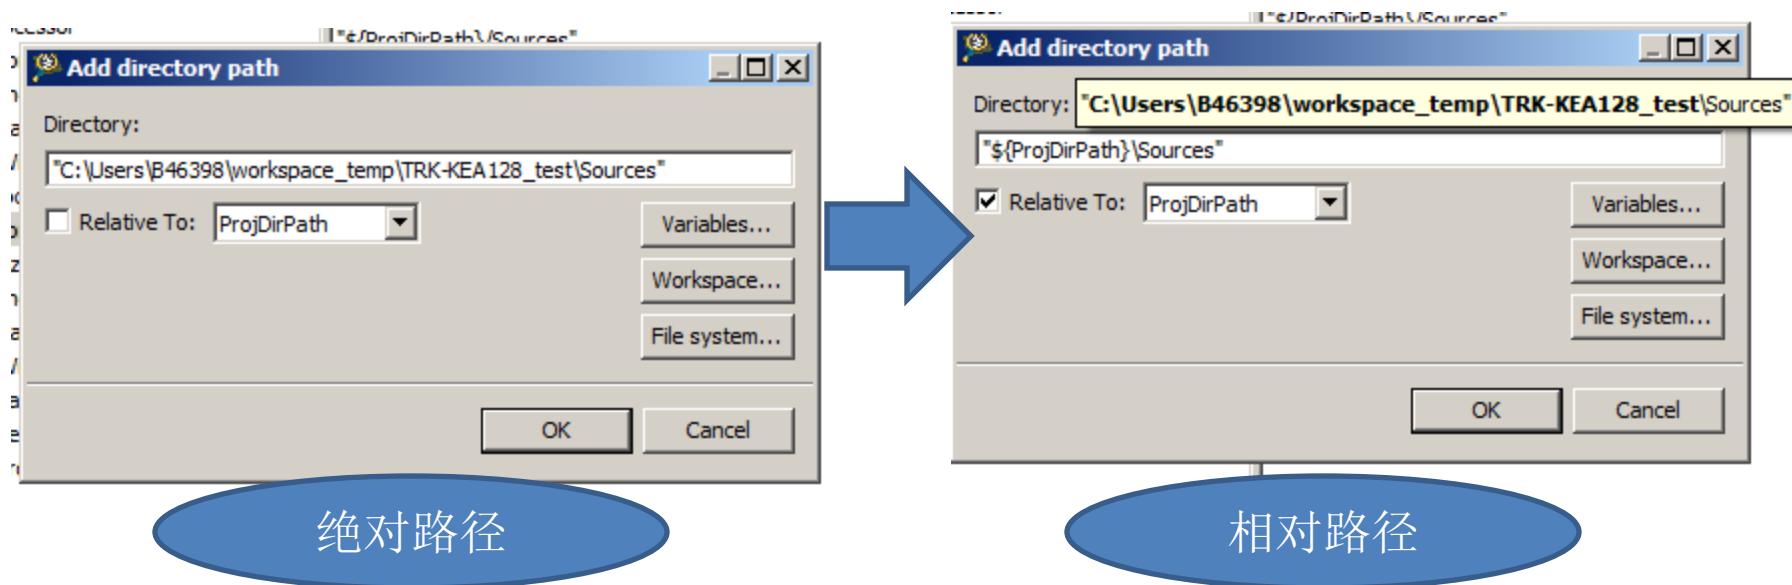 "${ProjDirPath}/Sources"
Add directory path
Directory:
"C:\Users\B46398\workspace_temp\TRK-KEA128_test\Sources"
Relative To:
ProjDirPath
Variables...
Workspace...
File system...
OK
Cancel
绝对路径
"${ProjDirPath}/Sources"
Add directory path
Directory:
"C:\Users\B46398\workspace_temp\TRK-KEA128_test\Sources"
"${ProjDirPath}\Sources"
Relative To:
ProjDirPath
Variables...
Workspace...
File system...
OK
Cancel
相对路径